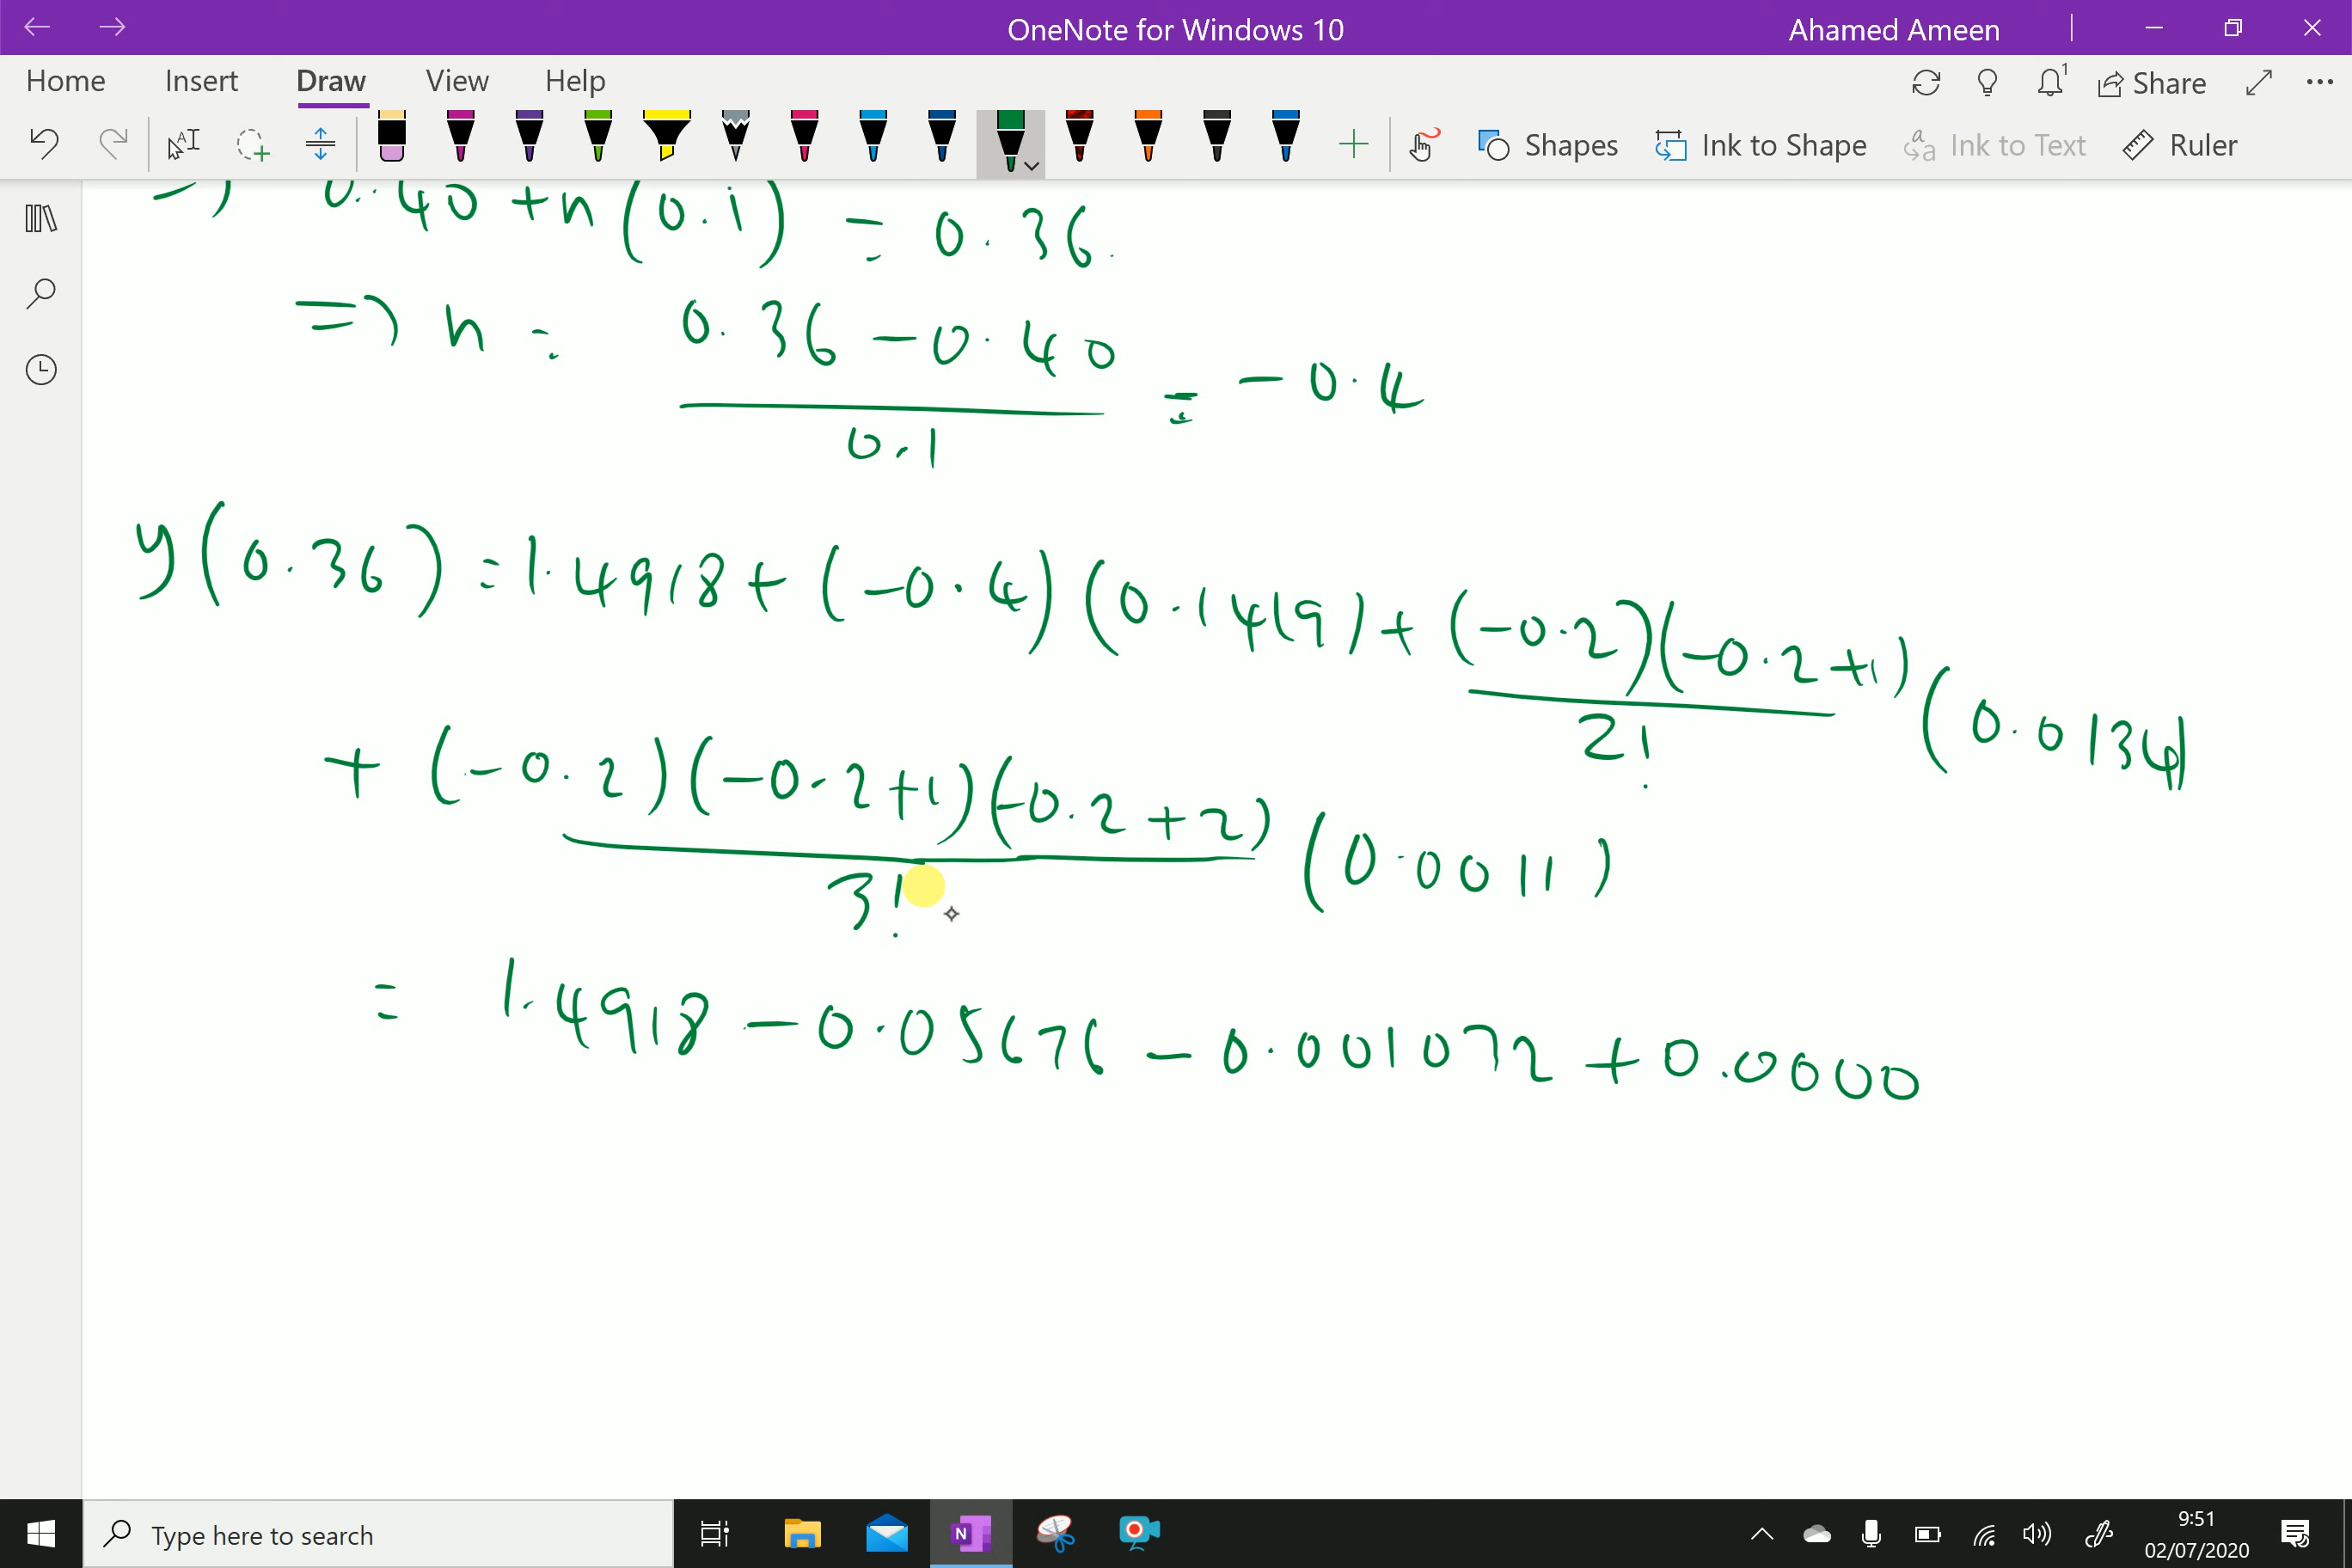 OneNote for Windows 10 Ahamed Ameen
Home Insert Draw View Help 1 Share
Shapes Ink to Shape Ink to Text Ruler
=> 0.40 +n(0.1) = 0.36.
=> n = 0.36 - 0.40 = - 0.4
0.1
y(0.36) = 1.4918 + (-0.4)(0.1419) + (-0.2)(-0.2+1) (0.0134)
2!
+ (-0.2)(-0.2+1)(-0.2+2) (0.0011)
3!
= 1.4918 - 0.05676 - 0.001072 + 0.0000
Type here to search
N
9:51
02/07/2020